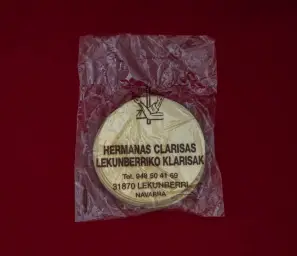 HERMANAS CLARISAS
LEKUNBERRIKO KLARISAK
Tel. 948 50 41 69
31870 LEKUNBERRI
NAVARRA